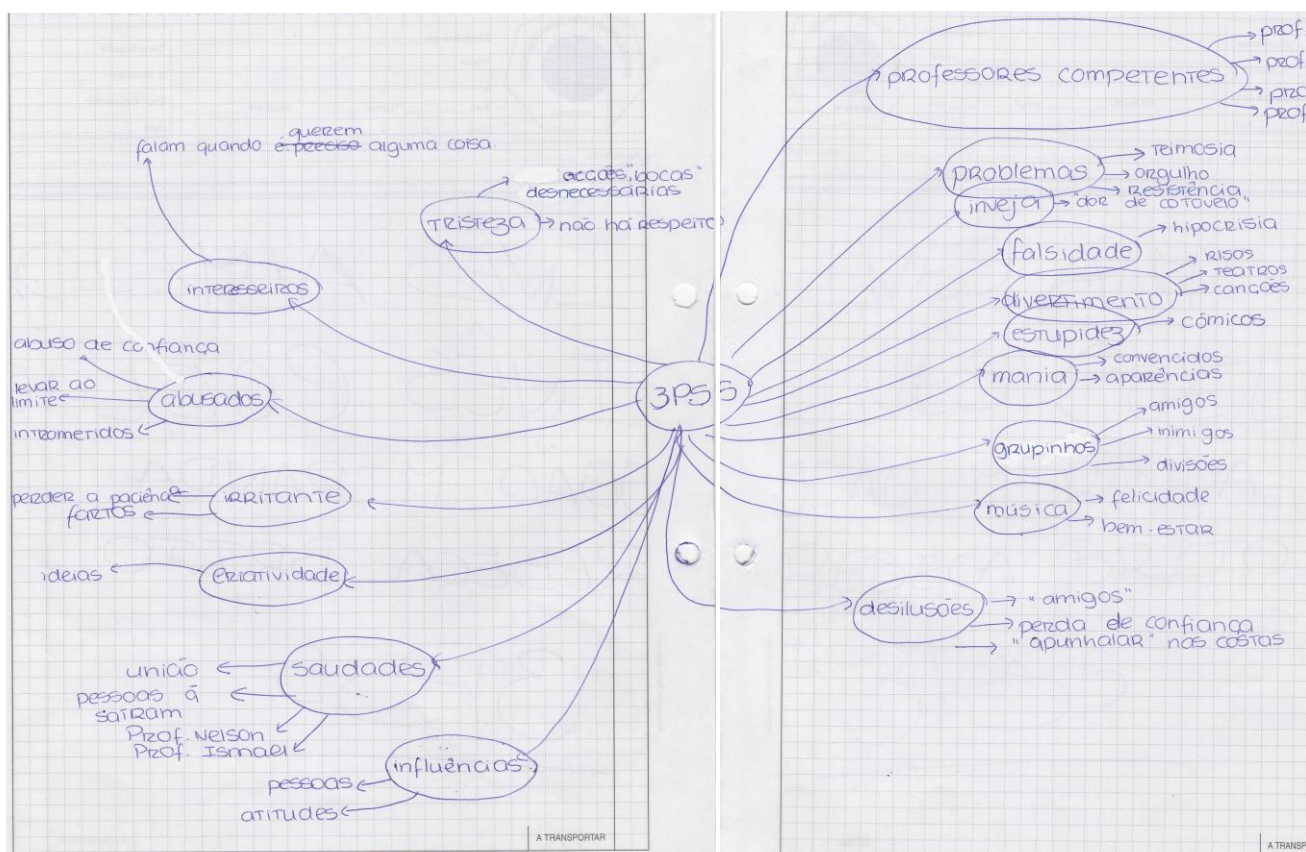 querem
falam quando é preciso alguma coisa
acções, "bocas"
desnecessárias
TRISTEZA
não há RESPEITO
interesseiros
abuso de confiança
levar ao
limite
intrometidos
abusados
perder a paciência
fartos
IRRITANTE
ideias
criatividade
união
pessoas q
saíram
Prof. Nelson
Prof. Ismael
saudades
pessoas
atitudes
influências
3PS5
professores competentes
prof
prof
pro
prof
problemas
teimosia
orgulho
resistência
inveja
"dor de cotovelo"
falsidade
hipocrisia
divertimento
risos
teatros
canções
estupidez
cómicos
mania
convencidos
aparências
grupinhos
amigos
inimigos
divisões
música
felicidade
bem-estar
desilusões
"amigos"
perda de confiança
"apunhalar" nas costas
A TRANSPORTAR
A TRANSP